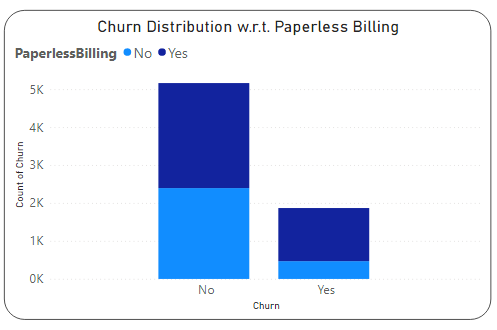 Churn Distribution w.r.t. Paperless Billing
PaperlessBilling No Yes
5K
4K
3K
2K
1K
0K
Count of Churn
No Yes
Churn